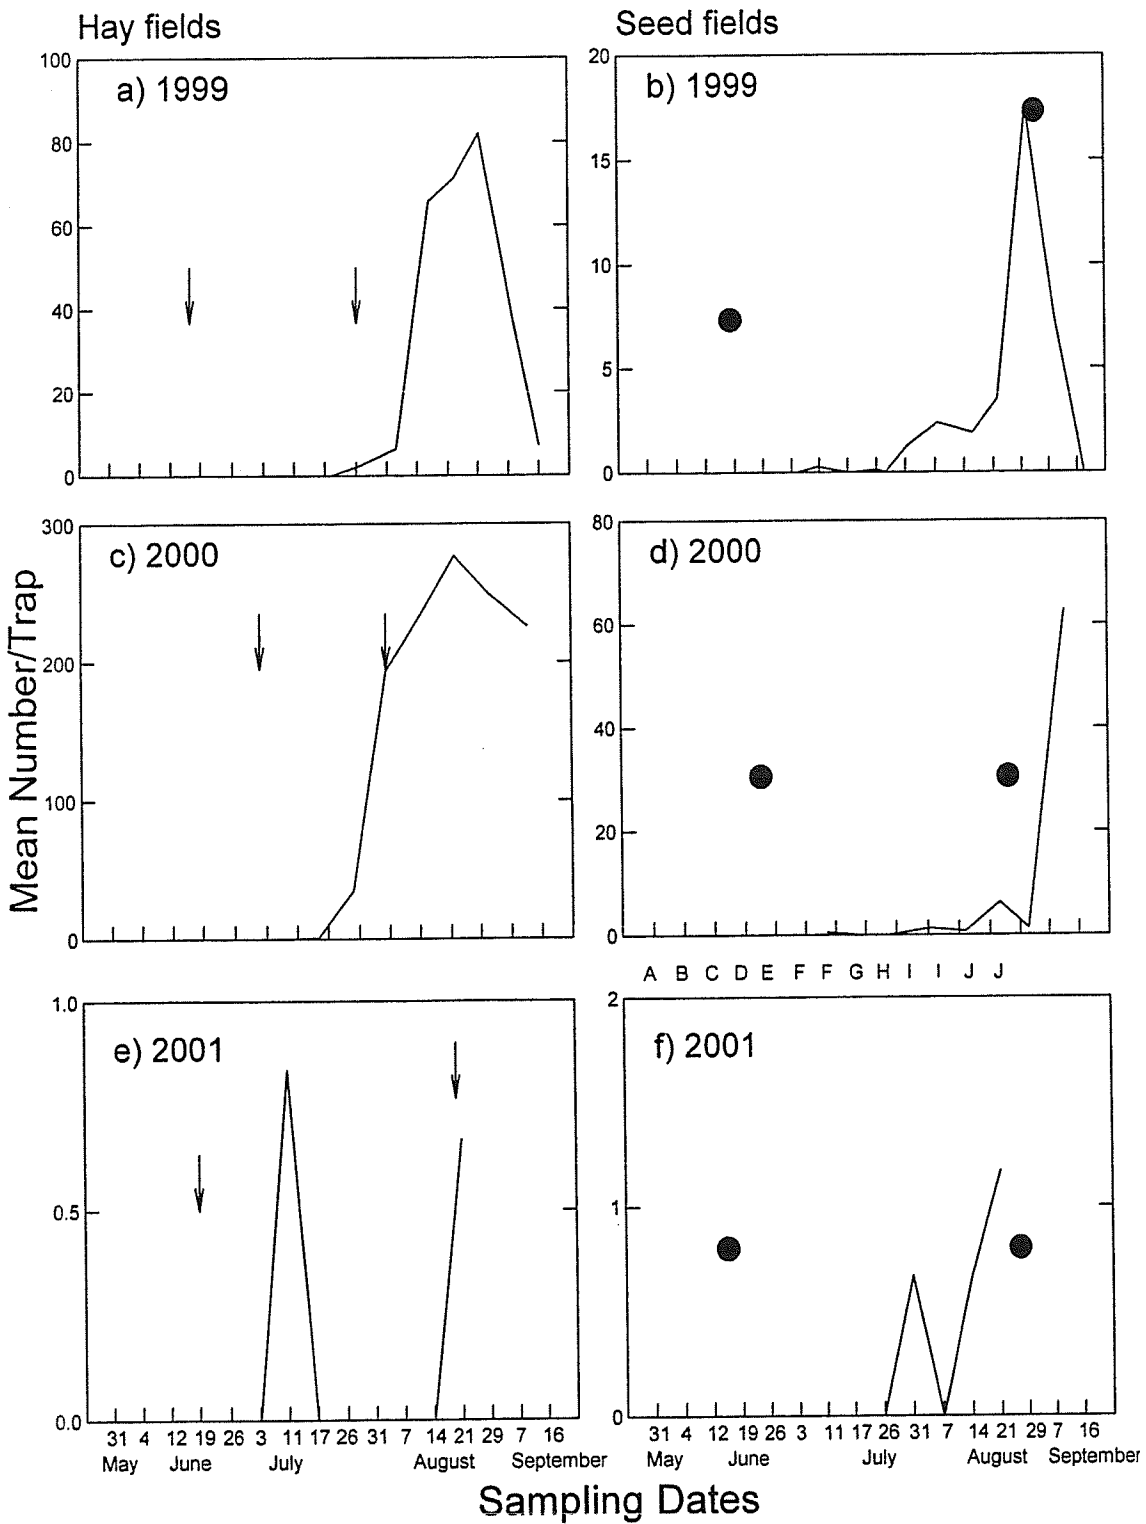 Hay fields
Seed fields
a) 1999
100
80
60
40
20
0
b) 1999
20
15
10
5
0
Mean Number/Trap
c) 2000
300
200
100
0
d) 2000
80
60
40
20
0
A B C D E F F G H I I J J
e) 2001
1.0
0.5
0.0
f) 2001
2
1
0
31 4 12 19 26 3 11 17 26 31 7 14 21 29 7 16
May June July August September
31 4 12 19 26 3 11 17 26 31 7 14 21 29 7 16
May June July August September
Sampling Dates